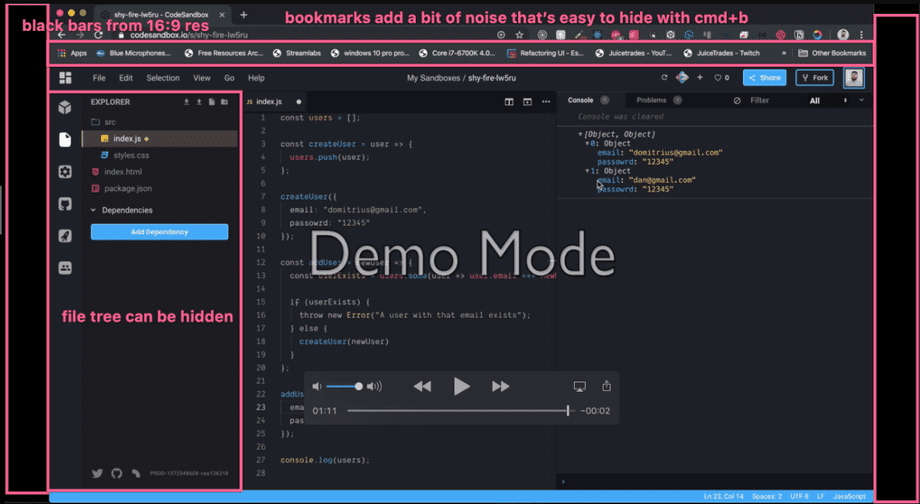 bookmarks add a bit of noise that's easy to hide with cmd+b
black bars from 16:9 res
shy-fire-lw5ru - CodeSandbox
codesandbox.io/s/shy-fire-lw5ru
Apps
Blue Microphones...
Free Resources Arc...
Streamlabs
windows 10 pro pro...
Core i7-6700K 4.0...
Refactoring UI - Es...
Juicetrades - YouT...
JuiceTrades - Twitch
»
Other Bookmarks
File Edit Selection View Go Help
My Sandboxes / shy-fire-lw5ru
0
Share
Fork
EXPLORER
src
index.js
styles.css
index.html
package.json
Dependencies
Add Dependency
file tree can be hidden
index.js
1 const users = [];
2
3 const createUser = user => {
4 users.push(user);
5 };
6
7 createUser({
8 email: "domitrius@gmail.com",
9 passowrd: "12345"
10 });
11
12 const addUser = newUser => {
13 const userExists = users.some(user => user.email ===
14
15 if (userExists) {
16 throw new Error("A user with that email exists");
17 } else {
18 createUser(newUser)
19 }
20 };
21
22 addUs
23 ema
24 pas
25 });
26
27 console.log(users);
28
Console
Problems
Filter
All
Console was cleared
[Object, Object]
0: Object
email: "domitrius@gmail.com"
passowrd: "12345"
1: Object
email: "dan@gmail.com"
passowrd: "12345"
Demo Mode
01:11
-00:02
Ln 23, Col 14 Spaces: 2 UTF-8 LF JavaScript